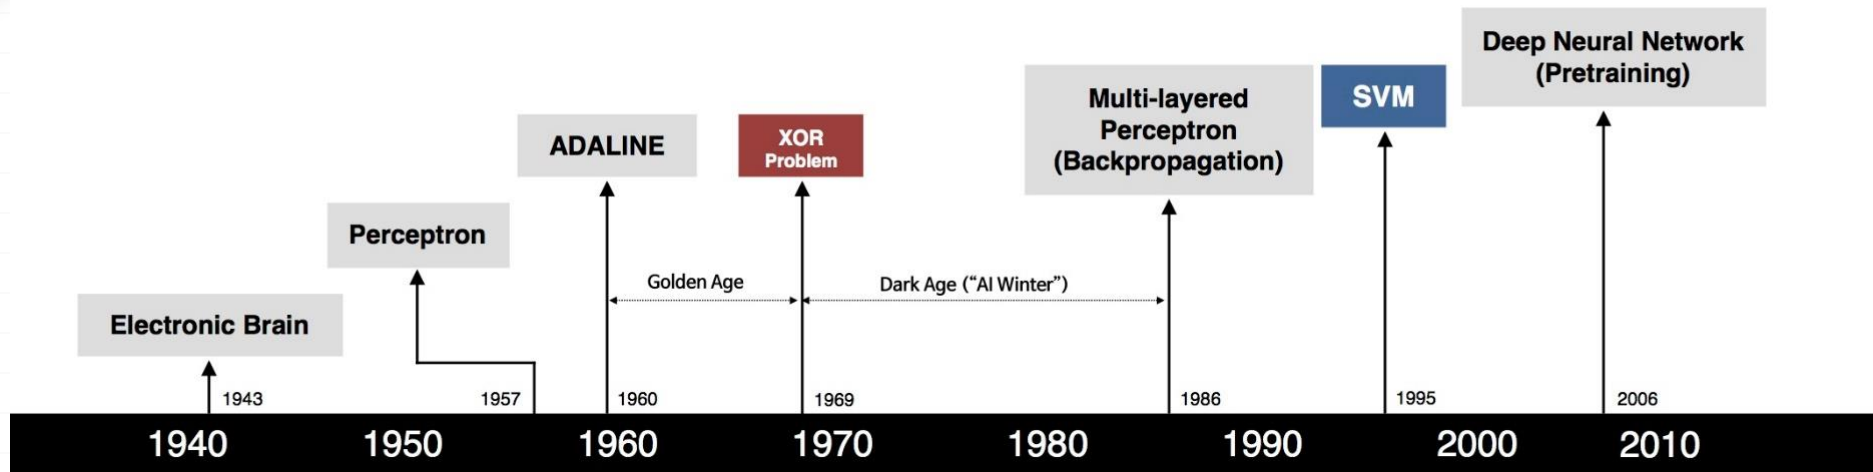 Deep Neural Network
(Pretraining)
Multi-layered
Perceptron
(Backpropagation)
SVM
ADALINE
XOR
Problem
Perceptron
Golden Age
Dark Age (“AI Winter”)
Electronic Brain
1943
1957
1960
1969
1986
1995
2006
1940
1950
1960
1970
1980
1990
2000
2010